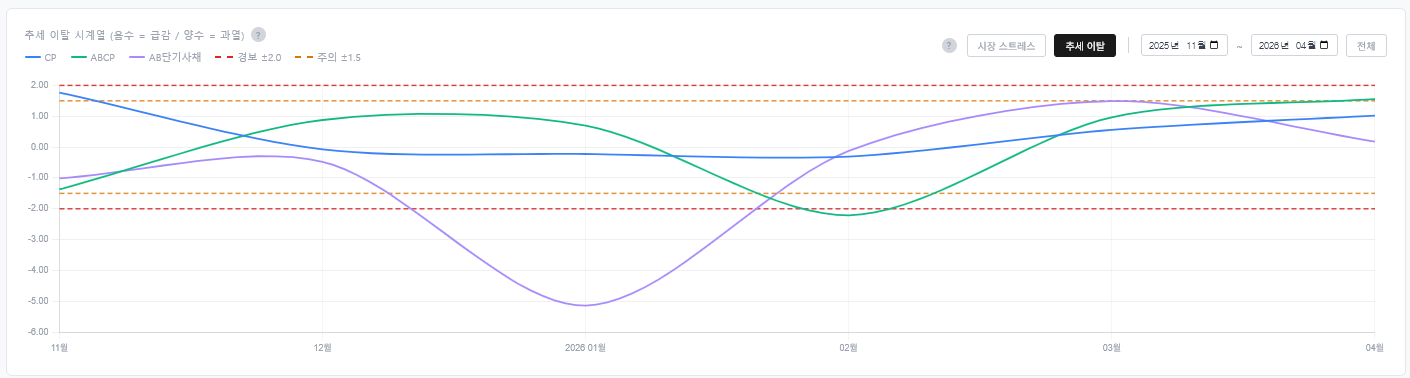 추세 이탈 시계열 (음수 = 급감 / 양수 = 과열) ?
CP ABCP AB단기사채 경보 ±2.0 주의 ±1.5
? 시장 스트레스 추세 이탈 2025년 11월 ~ 2026년 04월 전체
2.00
1.00
0.00
-1.00
-2.00
-3.00
-4.00
-5.00
-6.00
11월 12월 2026 01월 02월 03월 04월